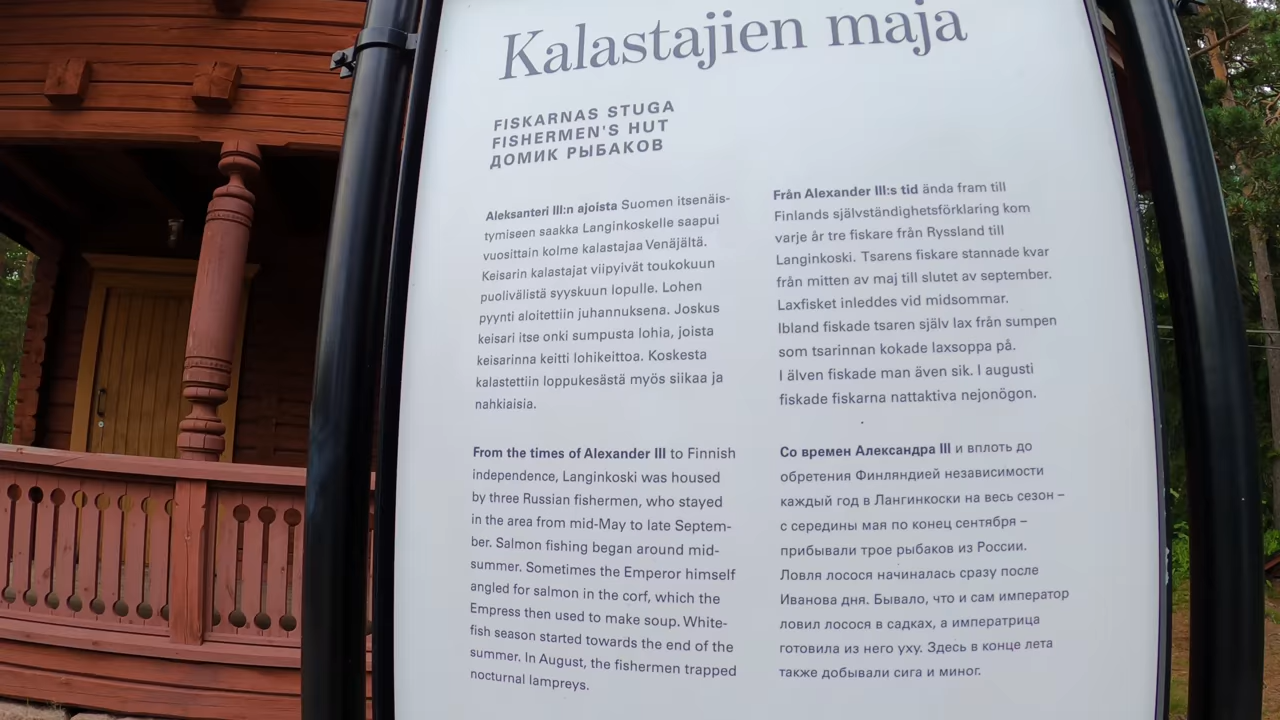 Kalastajien maja
FISKARNAS STUGA
FISHERMEN'S HUT
ДОМИК РЫБАКОВ
Aleksanteri III:n ajoista Suomen itsenäis-
tymiseen saakka Langinkoskelle saapui
vuosittain kolme kalastajaa Venäjältä.
Keisarin kalastajat viipyivät toukokuun
puolivälistä syyskuun lopulle. Lohen
pyynti aloitettiin juhannuksena. Joskus
keisari itse onki sumpusta lohia, joista
keisarinna keitti lohikeittoa. Koskesta
kalastettiin loppukesästä myös siikaa ja
nahkiaisia.
Från Alexander III:s tid ända fram till
Finlands självständighetsförklaring kom
varje år tre fiskare från Ryssland till
Langinkoski. Tsarens fiskare stannade kvar
från mitten av maj till slutet av september.
Laxfisket inleddes vid midsommar.
Ibland fiskade tsaren själv lax från sumpen
som tsarinnan kokade laxsoppa på.
I älven fiskade man även sik. I augusti
fiskade fiskarna nattaktiva nejonögon.
From the times of Alexander III to Finnish
independence, Langinkoski was housed
by three Russian fishermen, who stayed
in the area from mid-May to late Septem-
ber. Salmon fishing began around mid-
summer. Sometimes the Emperor himself
angled for salmon in the corf, which the
Empress then used to make soup. White-
fish season started towards the end of the
summer. In August, the fishermen trapped
nocturnal lampreys.
Со времен Александра III и вплоть до
обретения Финляндией независимости
каждый год в Лангинкоски на весь сезон –
с середины мая по конец сентября –
прибывали трое рыбаков из России.
Ловля лосося начиналась сразу после
Иванова дня. Бывало, что и сам император
ловил лосося в садках, а императрица
готовила из него уху. Здесь в конце лета
также добывали сига и миног.